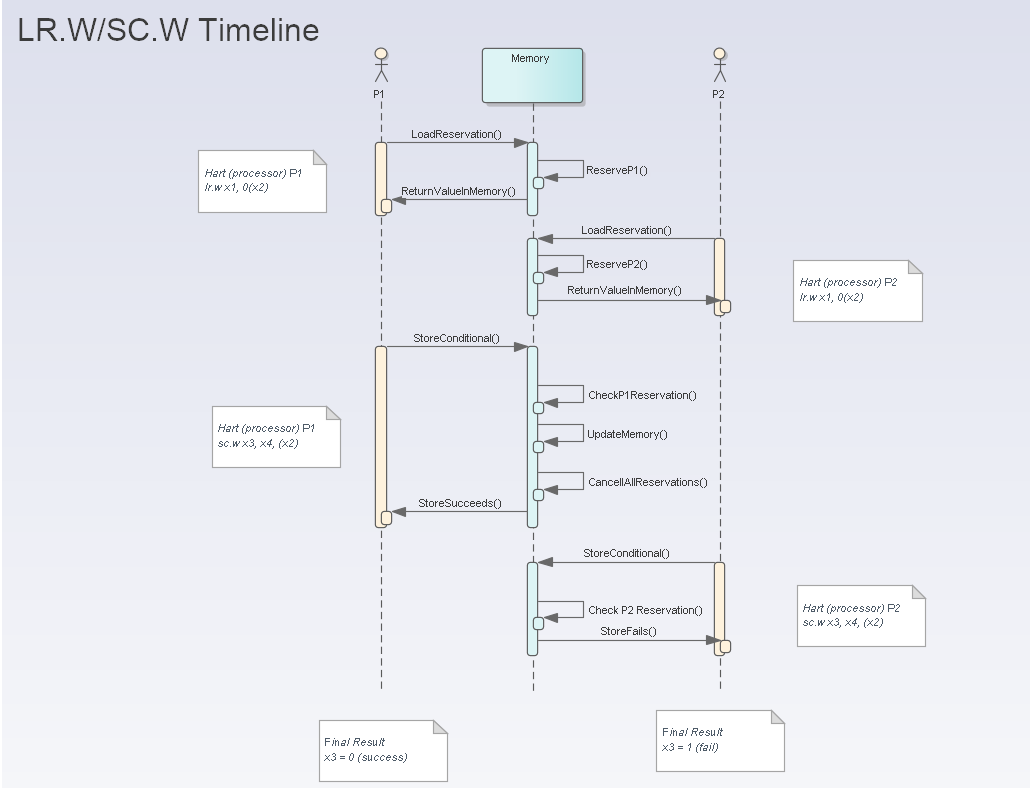 LR.W/SC.W Timeline
P1
Memory
P2
LoadReservation()
Hart (processor) P1
lr.w x1, 0(x2)
ReserveP1()
ReturnValueInMemory()
LoadReservation()
ReserveP2()
Hart (processor) P2
lr.w x1, 0(x2)
ReturnValueInMemory()
StoreConditional()
CheckP1Reservation()
Hart (processor) P1
sc.w x3, x4, (x2)
UpdateMemory()
CancellAllReservations()
StoreSucceeds()
StoreConditional()
Check P2 Reservation()
Hart (processor) P2
sc.w x3, x4, (x2)
StoreFails()
Final Result
x3 = 0 (success)
Final Result
x3 = 1 (fail)